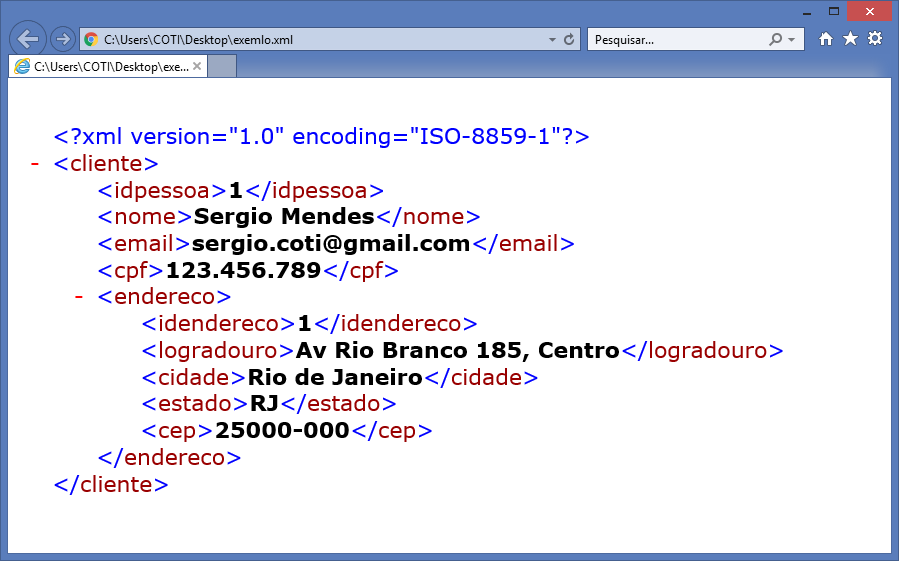 C:\Users\COTI\Desktop\exemlo.xml
Pesquisar...
C:\Users\COTI\Desktop\exe...
<?xml version="1.0" encoding="ISO-8859-1"?>
- <cliente>
<idpessoa>1</idpessoa>
<nome>Sergio Mendes</nome>
<email>sergio.coti@gmail.com</email>
<cpf>123.456.789</cpf>
- <endereco>
<idendereco>1</idendereco>
<logradouro>Av Rio Branco 185, Centro</logradouro>
<cidade>Rio de Janeiro</cidade>
<estado>RJ</estado>
<cep>25000-000</cep>
</endereco>
</cliente>